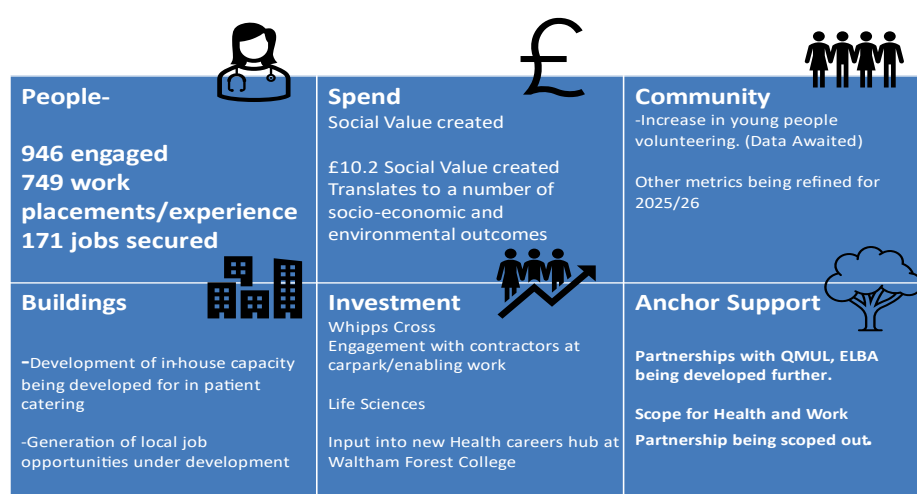 People-
946 engaged
749 work
placements/experience
171 jobs secured
Spend
Social Value created
£10.2 Social Value created
Translates to a number of
socio-economic and
environmental outcomes
Community
-Increase in young people
volunteering. (Data Awaited)
Other metrics being refined for
2025/26
Buildings
-Development of in-house capacity
being developed for in patient
catering
-Generation of local job
opportunities under development
Investment
Whipps Cross
Engagement with contractors at
carpark/enabling work
Life Sciences
Input into new Health careers hub at
Waltham Forest College
Anchor Support
Partnerships with QMUL, ELBA
being developed further.
Scope for Health and Work
Partnership being scoped out.